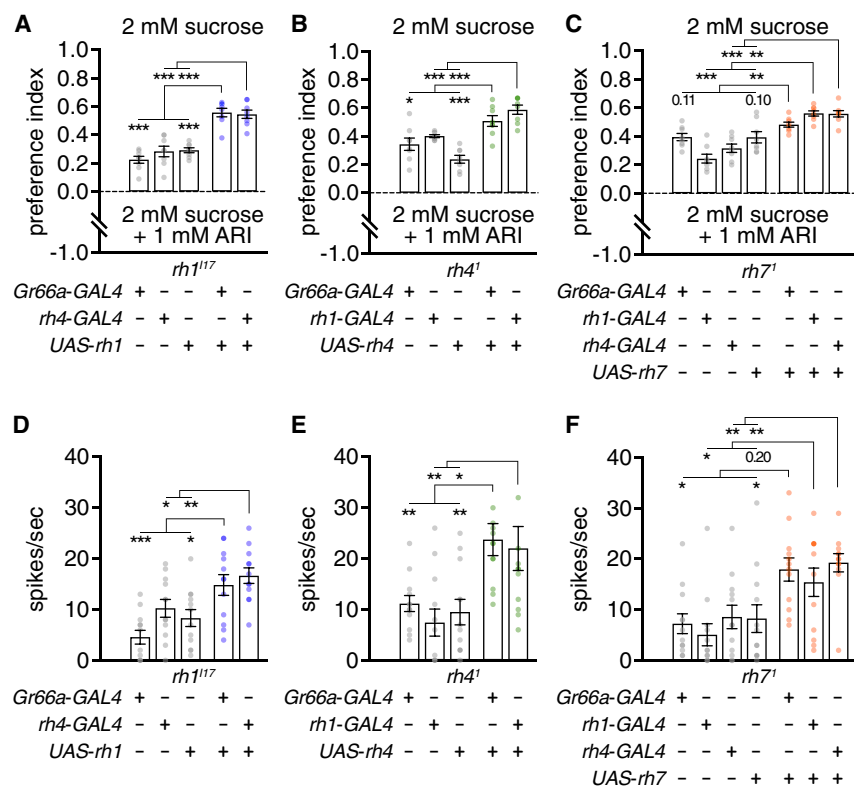 A
2 mM sucrose
preference index
1.0
0.8
0.6
0.4
0.2
0.0
-1.0
*** ***
*** ***
2 mM sucrose
+ 1 mM ARI
rh1^I17
Gr66a-GAL4 + – – + –
rh4-GAL4 – + – – +
UAS-rh1 – – + + +
B
2 mM sucrose
preference index
1.0
0.8
0.6
0.4
0.2
0.0
-1.0
*** ***
* ***
2 mM sucrose
+ 1 mM ARI
rh4^1
Gr66a-GAL4 + – – + –
rh1-GAL4 – + – – +
UAS-rh4 – – + + +
C
2 mM sucrose
preference index
1.0
0.8
0.6
0.4
0.2
0.0
-1.0
*** **
*** **
0.11 0.10
2 mM sucrose
+ 1 mM ARI
rh7^1
Gr66a-GAL4 + – – – + – –
rh1-GAL4 – + – – – + –
rh4-GAL4 – – + – – – +
UAS-rh7 – – – + + + +
D
spikes/sec
40
30
20
10
0
* **
*** *
rh1^I17
Gr66a-GAL4 + – – + –
rh4-GAL4 – + – – +
UAS-rh1 – – + + +
E
spikes/sec
40
30
20
10
0
** *
** **
rh4^1
Gr66a-GAL4 + – – + –
rh1-GAL4 – + – – +
UAS-rh4 – – + + +
F
spikes/sec
40
30
20
10
0
** **
* 0.20
* *
rh7^1
Gr66a-GAL4 + – – – + – –
rh1-GAL4 – + – – – + –
rh4-GAL4 – – + – – – +
UAS-rh7 – – – + + + +